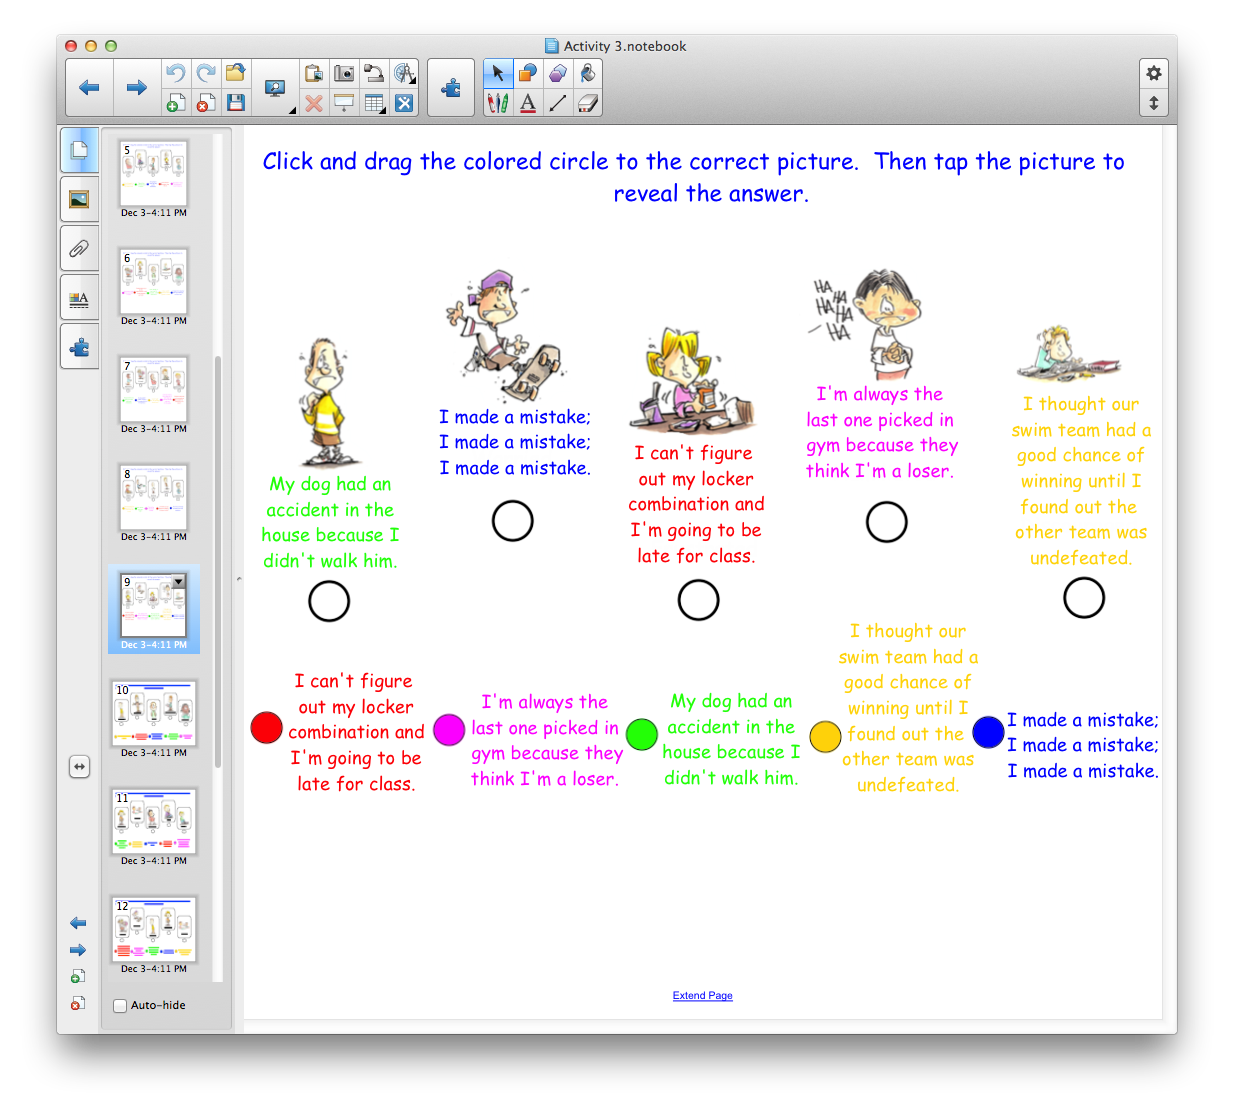 Activity 3.notebook
5
Dec 3-4:11 PM
6
Dec 3-4:11 PM
7
Dec 3-4:11 PM
8
Dec 3-4:11 PM
9
Dec 3-4:11 PM
10
Dec 3-4:11 PM
11
Dec 3-4:11 PM
12
Dec 3-4:11 PM
Auto-hide
Click and drag the colored circle to the correct picture. Then tap the picture to
reveal the answer.
My dog had an
accident in the
house because I
didn't walk him.
I made a mistake;
I made a mistake;
I made a mistake.
I can't figure
out my locker
combination and
I'm going to be
late for class.
HA
HA
HA
HA
HA
I'm always the
last one picked in
gym because they
think I'm a loser.
I thought our
swim team had a
good chance of
winning until I
found out the
other team was
undefeated.
I can't figure
out my locker
combination and
I'm going to be
late for class.
I'm always the
last one picked in
gym because they
think I'm a loser.
My dog had an
accident in the
house because I
didn't walk him.
I thought our
swim team had a
good chance of
winning until I
found out the
other team was
undefeated.
I made a mistake;
I made a mistake;
I made a mistake.
Extend Page